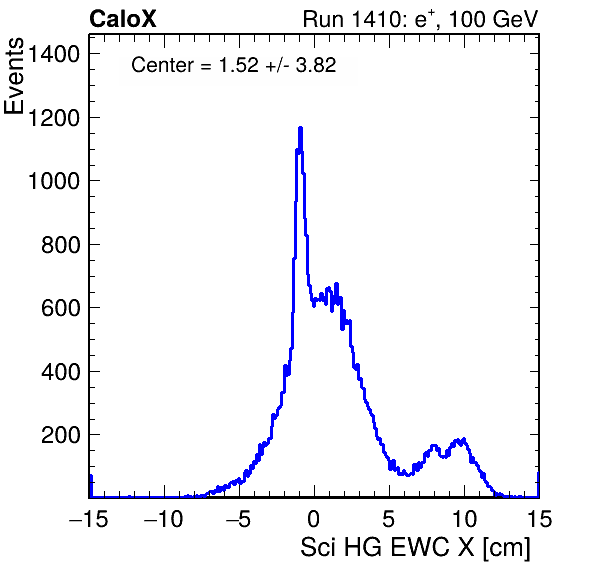 CaloX Run 1410: e⁺, 100 GeV
Center = 1.52 +/- 3.82
Events
1400
1200
1000
800
600
400
200
−15 −10 −5 0 5 10 15
Sci HG EWC X [cm]